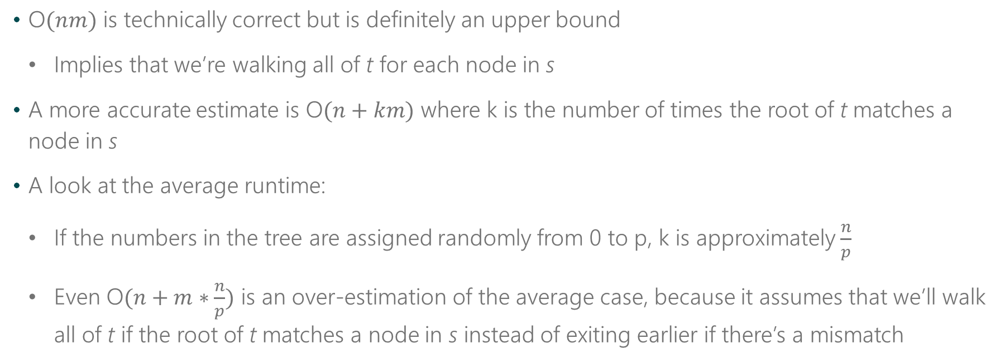 • O(nm) is technically correct but is definitely an upper bound
• Implies that we're walking all of t for each node in s
• A more accurate estimate is O(n + km) where k is the number of times the root of t matches a
node in s
• A look at the average runtime:
• If the numbers in the tree are assigned randomly from 0 to p, k is approximately n/p
• Even O(n + m * n/p) is an over-estimation of the average case, because it assumes that we'll walk
all of t if the root of t matches a node in s instead of exiting earlier if there's a mismatch